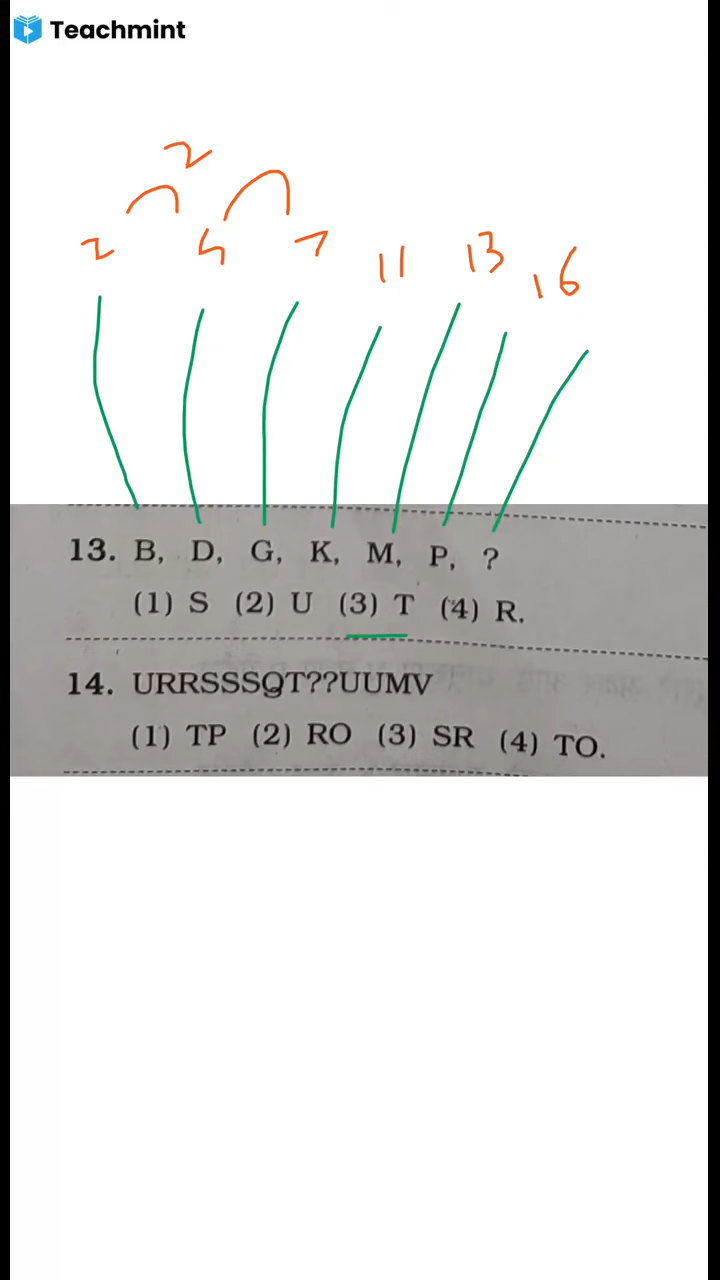 Teachmint
2
2 4 7 11 13 16
13. B, D, G, K, M, P, ?
(1) S (2) U (3) T (4) R.
14. URRSSSQT??UUMV
(1) TP (2) RO (3) SR (4) TO.